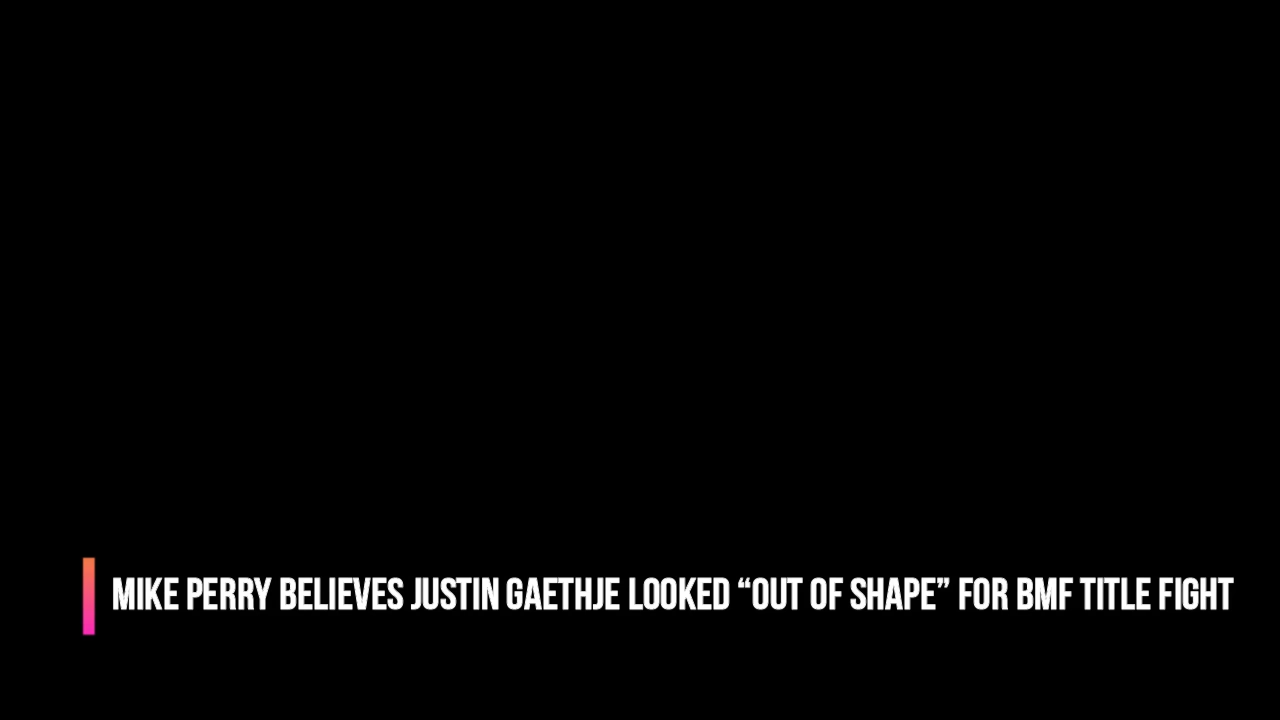 MIKE PERRY BELIEVES JUSTIN GAETHJE LOOKED “OUT OF SHAPE” FOR BMF TITLE FIGHT